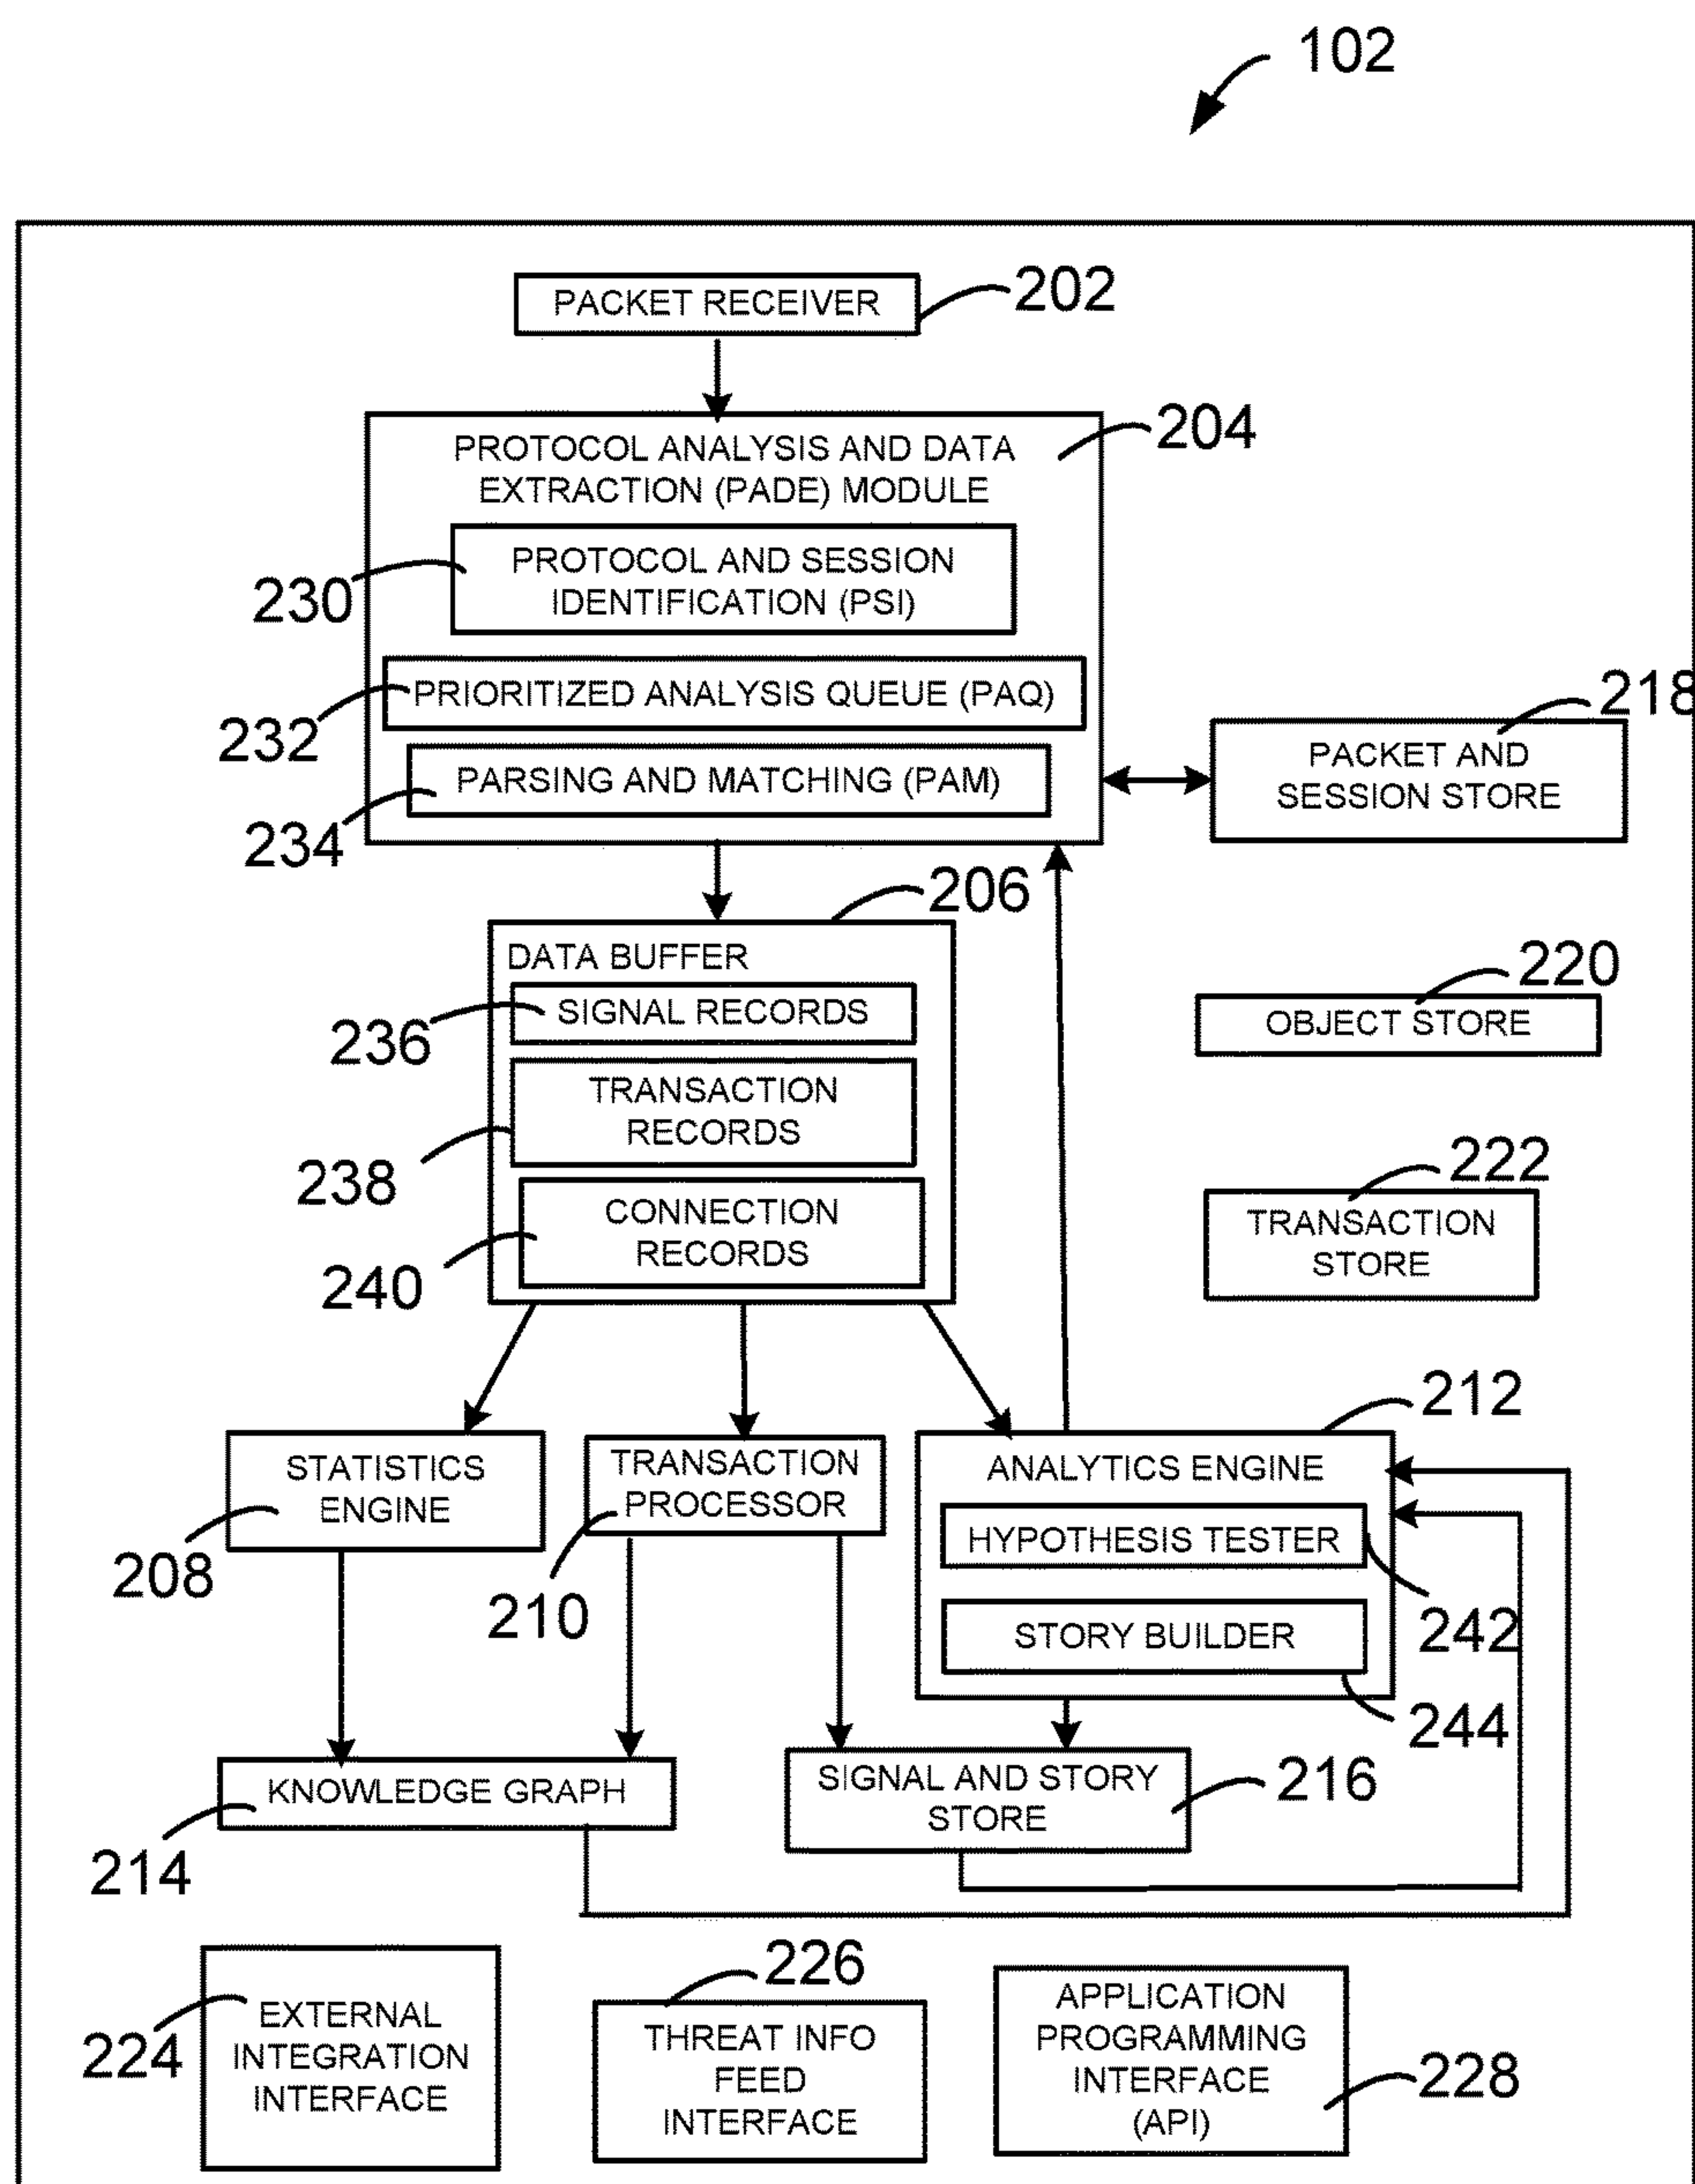 102
PACKET RECEIVER
202
PROTOCOL ANALYSIS AND DATA
EXTRACTION (PADE) MODULE
204
PROTOCOL AND SESSION
IDENTIFICATION (PSI)
230
PRIORITIZED ANALYSIS QUEUE (PAQ)
232
PARSING AND MATCHING (PAM)
234
218
PACKET AND
SESSION STORE
206
DATA BUFFER
SIGNAL RECORDS
236
TRANSACTION
RECORDS
238
CONNECTION
RECORDS
240
220
OBJECT STORE
222
TRANSACTION
STORE
STATISTICS
ENGINE
208
TRANSACTION
PROCESSOR
210
212
ANALYTICS ENGINE
HYPOTHESIS TESTER
242
STORY BUILDER
244
KNOWLEDGE GRAPH
214
SIGNAL AND STORY
STORE
216
EXTERNAL
INTEGRATION
INTERFACE
224
226
THREAT INFO
FEED
INTERFACE
APPLICATION
PROGRAMMING
INTERFACE
(API)
228